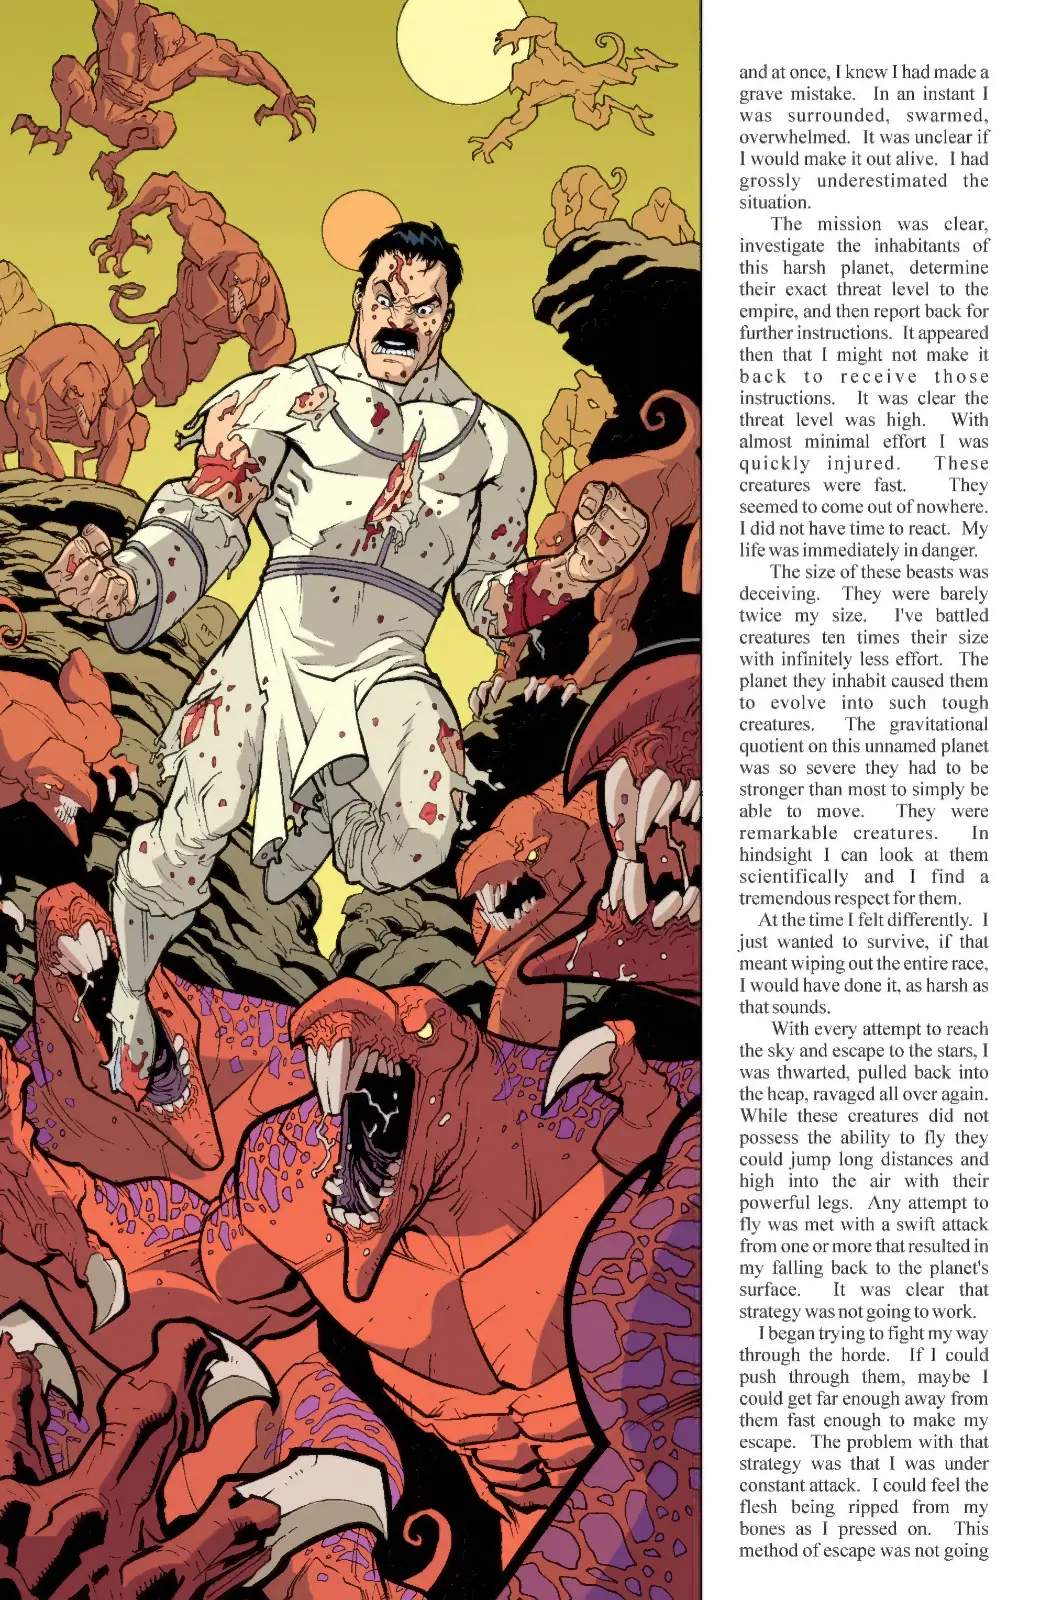 and at once, I knew I had made a
grave mistake. In an instant I
was surrounded, swarmed,
overwhelmed. It was unclear if
I would make it out alive. I had
grossly underestimated the
situation.
The mission was clear,
investigate the inhabitants of
this harsh planet, determine
their exact threat level to the
empire, and then report back for
further instructions. It appeared
then that I might not make it
back to receive those
instructions. It was clear the
threat level was high. With
almost minimal effort I was
quickly injured. These
creatures were fast. They
seemed to come out of nowhere.
I did not have time to react. My
life was immediately in danger.
The size of these beasts was
deceiving. They were barely
twice my size. I've battled
creatures ten times their size
with infinitely less effort. The
planet they inhabit caused them
to evolve into such tough
creatures. The gravitational
quotient on this unnamed planet
was so severe they had to be
stronger than most to simply be
able to move. They were
remarkable creatures. In
hindsight I can look at them
scientifically and I find a
tremendous respect for them.
At the time I felt differently. I
just wanted to survive, if that
meant wiping out the entire race,
I would have done it, as harsh as
that sounds.
With every attempt to reach
the sky and escape to the stars, I
was thwarted, pulled back into
the heap, ravaged all over again.
While these creatures did not
possess the ability to fly they
could jump long distances and
high into the air with their
powerful legs. Any attempt to
fly was met with a swift attack
from one or more that resulted in
my falling back to the planet's
surface. It was clear that
strategy was not going to work.
I began trying to fight my way
through the horde. If I could
push through them, maybe I
could get far enough away from
them fast enough to make my
escape. The problem with that
strategy was that I was under
constant attack. I could feel the
flesh being ripped from my
bones as I pressed on. This
method of escape was not going